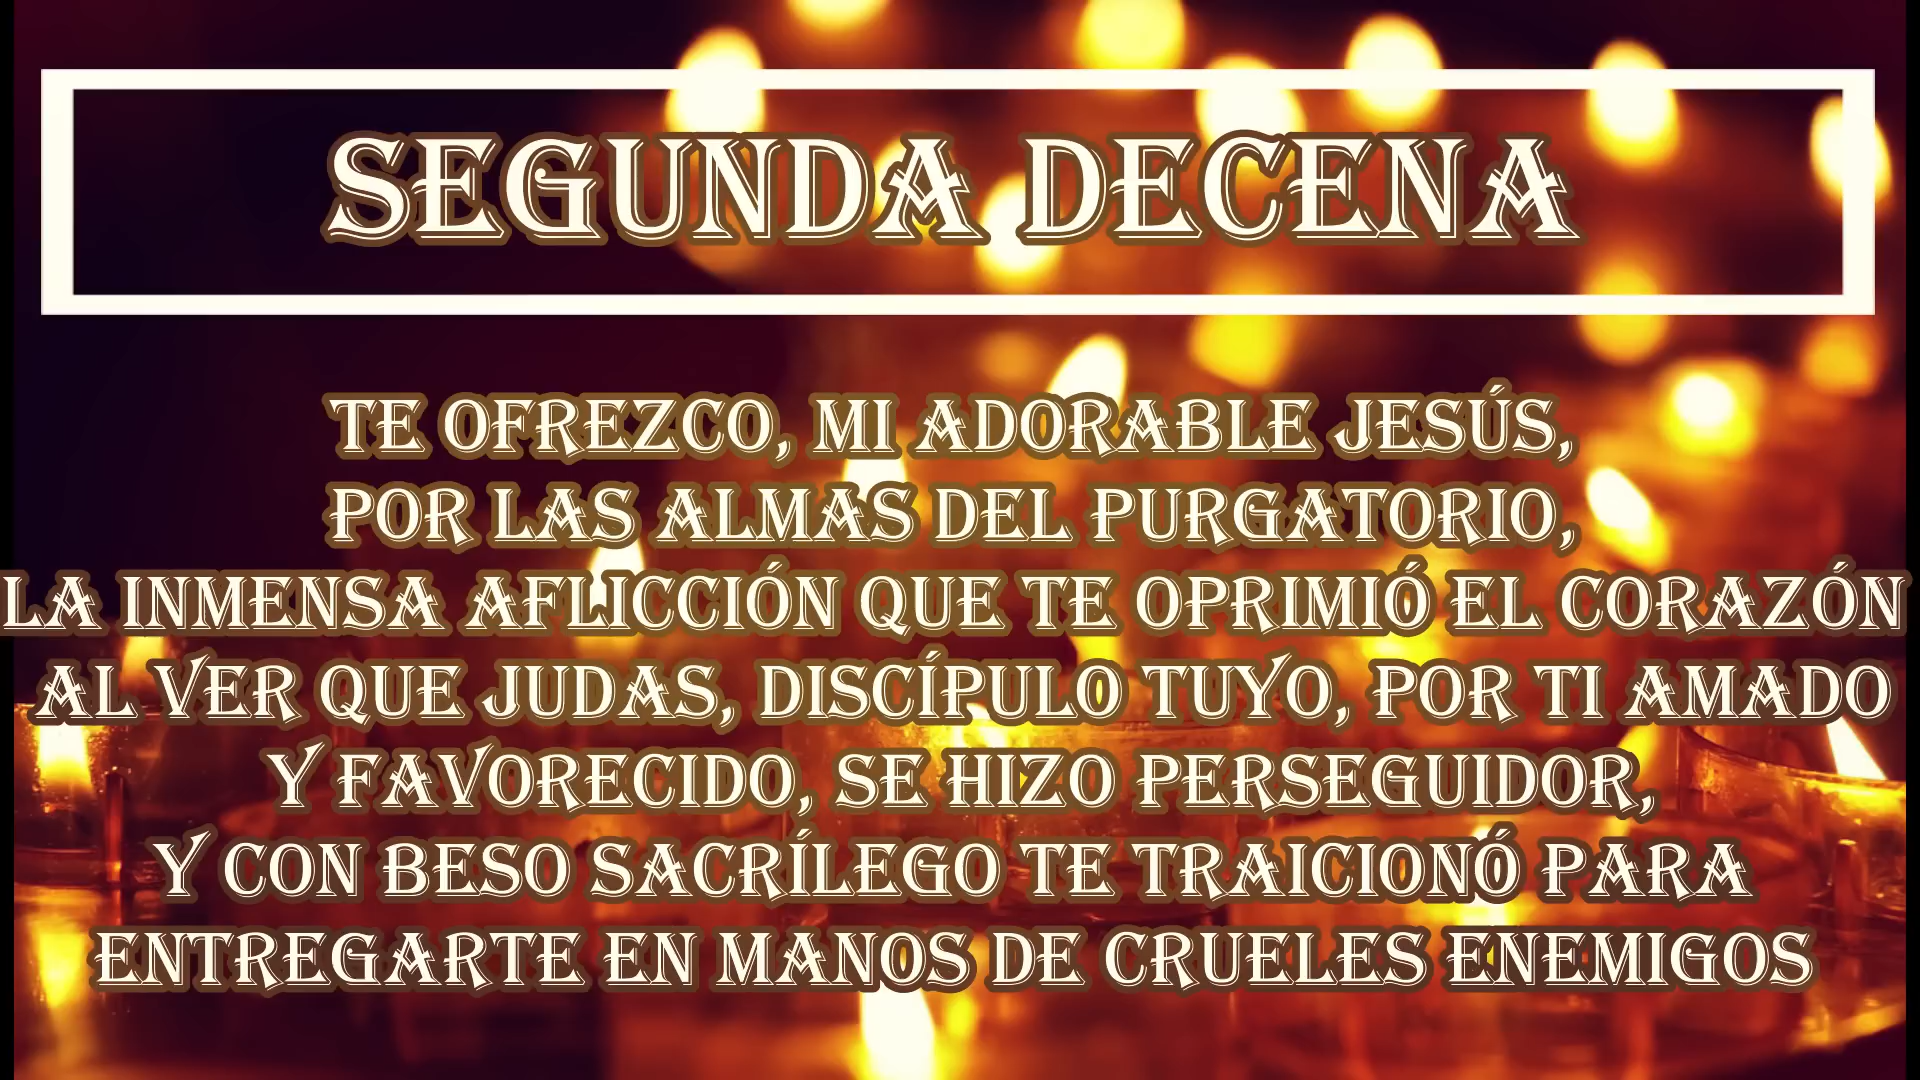 SEGUNDA DECENA
TE OFREZCO, MI ADORABLE JESÚS,
POR LAS ALMAS DEL PURGATORIO,
LA INMENSA AFLICCIÓN QUE TE OPRIMIÓ EL CORAZÓN
AL VER QUE JUDAS, DISCÍPULO TUYO, POR TI AMADO
Y FAVORECIDO, SE HIZO PERSEGUIDOR,
Y CON BESO SACRÍLEGO TE TRAICIONÓ PARA
ENTREGARTE EN MANOS DE CRUELES ENEMIGOS